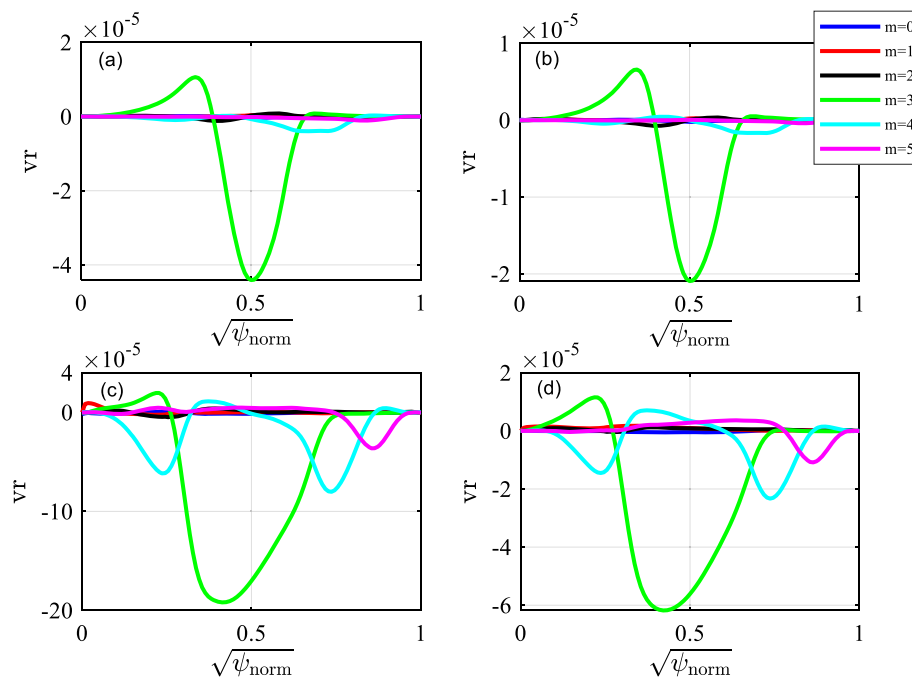 ×10⁻⁵
2
(a)
0
vr
-2
-4
0
0.5
1
√ψnorm
×10⁻⁵
1
(b)
0
vr
-1
-2
0
0.5
1
√ψnorm
m=0
m=1
m=2
m=3
m=4
m=5
×10⁻⁵
4
(c)
0
vr
-10
-20
0
0.5
1
√ψnorm
×10⁻⁵
2
(d)
0
vr
-2
-4
-6
0
0.5
1
√ψnorm